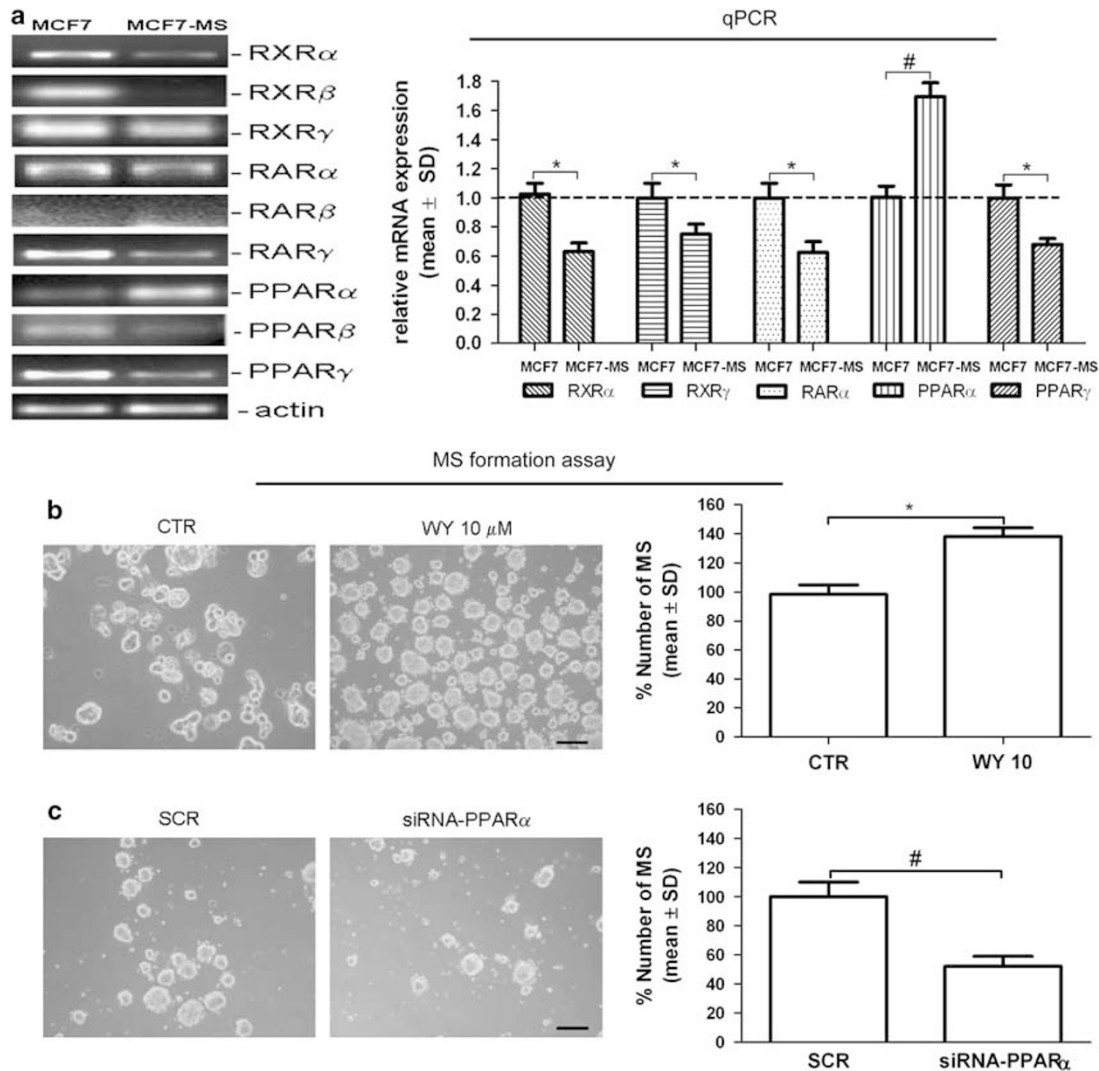 a
MCF7 MCF7-MS
- RXRα
- RXRβ
- RXRγ
- RARα
- RARβ
- RARγ
- PPARα
- PPARβ
- PPARγ
- actin
qPCR
relative mRNA expression
(mean ± SD)
1.8
1.6
1.4
1.2
1.0
0.8
0.6
0.4
0.2
0.0
* * * # *
MCF7 MCF7-MS MCF7 MCF7-MS MCF7 MCF7-MS MCF7 MCF7-MS MCF7 MCF7-MS
RXRα RXRγ RARα PPARα PPARγ
MS formation assay
b
CTR WY 10 μM
% Number of MS
(mean ± SD)
160
140
120
100
80
60
40
20
0
*
CTR WY 10
c
SCR siRNA-PPARα
% Number of MS
(mean ± SD)
160
140
120
100
80
60
40
20
0
#
SCR siRNA-PPARα